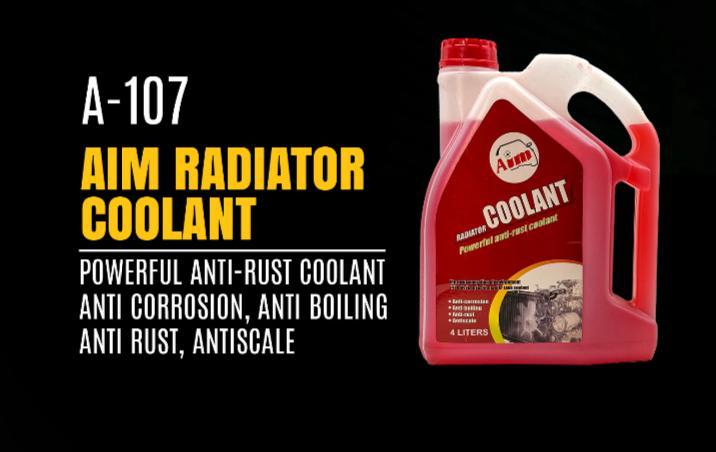 A-107
AIM RADIATOR
COOLANT
POWERFUL ANTI-RUST COOLANT
ANTI CORROSION, ANTI BOILING
ANTI RUST, ANTISCALE
Aim
RADIATOR COOLANT
Powerful anti-rust coolant
• Anti-corrosion
• Anti-boiling
• Anti-rust
• Antiscale
4 LITERS